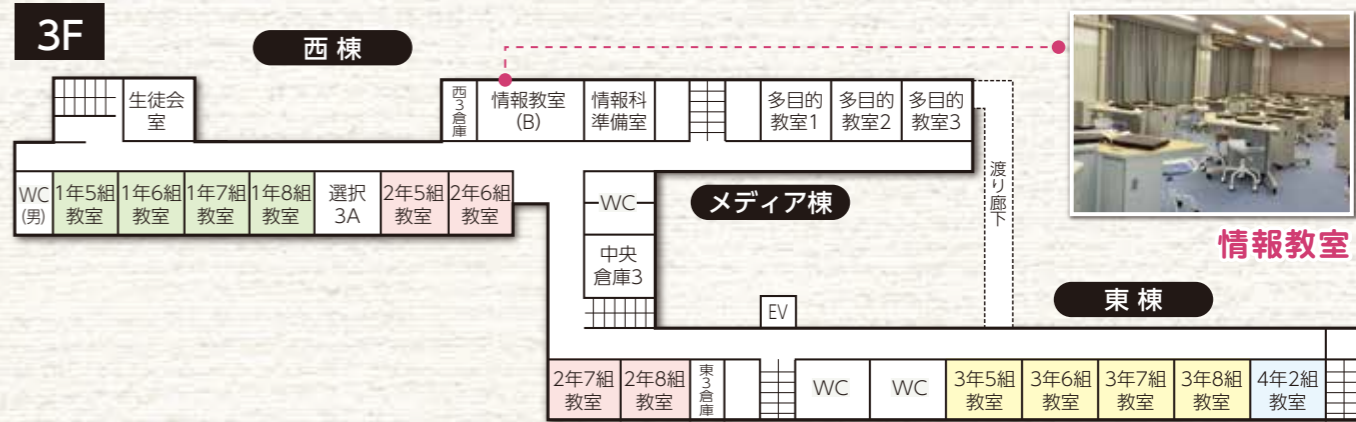 3F
西棟
生徒会
室
西3倉庫
情報教室
(B)
情報科
準備室
多目的
教室1
多目的
教室2
多目的
教室3
渡り廊下
情報教室
WC
(男)
1年5組
教室
1年6組
教室
1年7組
教室
1年8組
教室
選択
3A
2年5組
教室
2年6組
教室
WC
メディア棟
中央
倉庫3
EV
東棟
2年7組
教室
2年8組
教室
東3倉庫
WC
WC
3年5組
教室
3年6組
教室
3年7組
教室
3年8組
教室
4年2組
教室